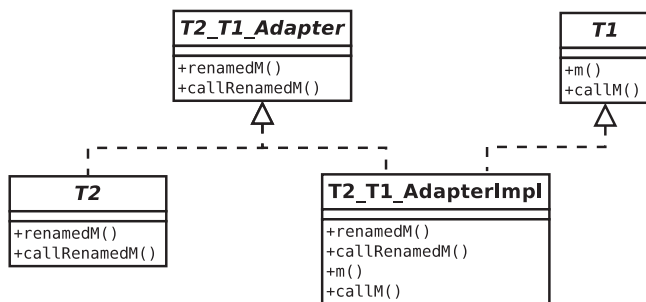 T2_T1_Adapter
+renamedM()
+callRenamedM()
T1
+m()
+callM()
T2
+renamedM()
+callRenamedM()
T2_T1_AdapterImpl
+renamedM()
+callRenamedM()
+m()
+callM()